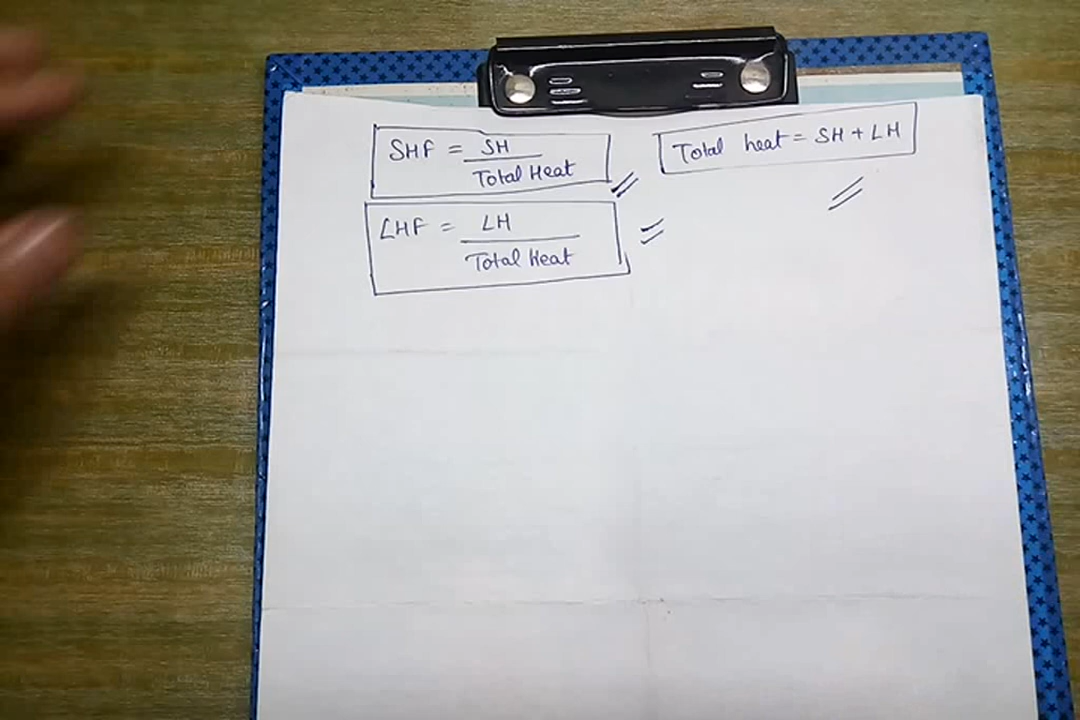 SHF = SH / Total Heat
Total heat = SH + LH
LHF = LH / Total Heat